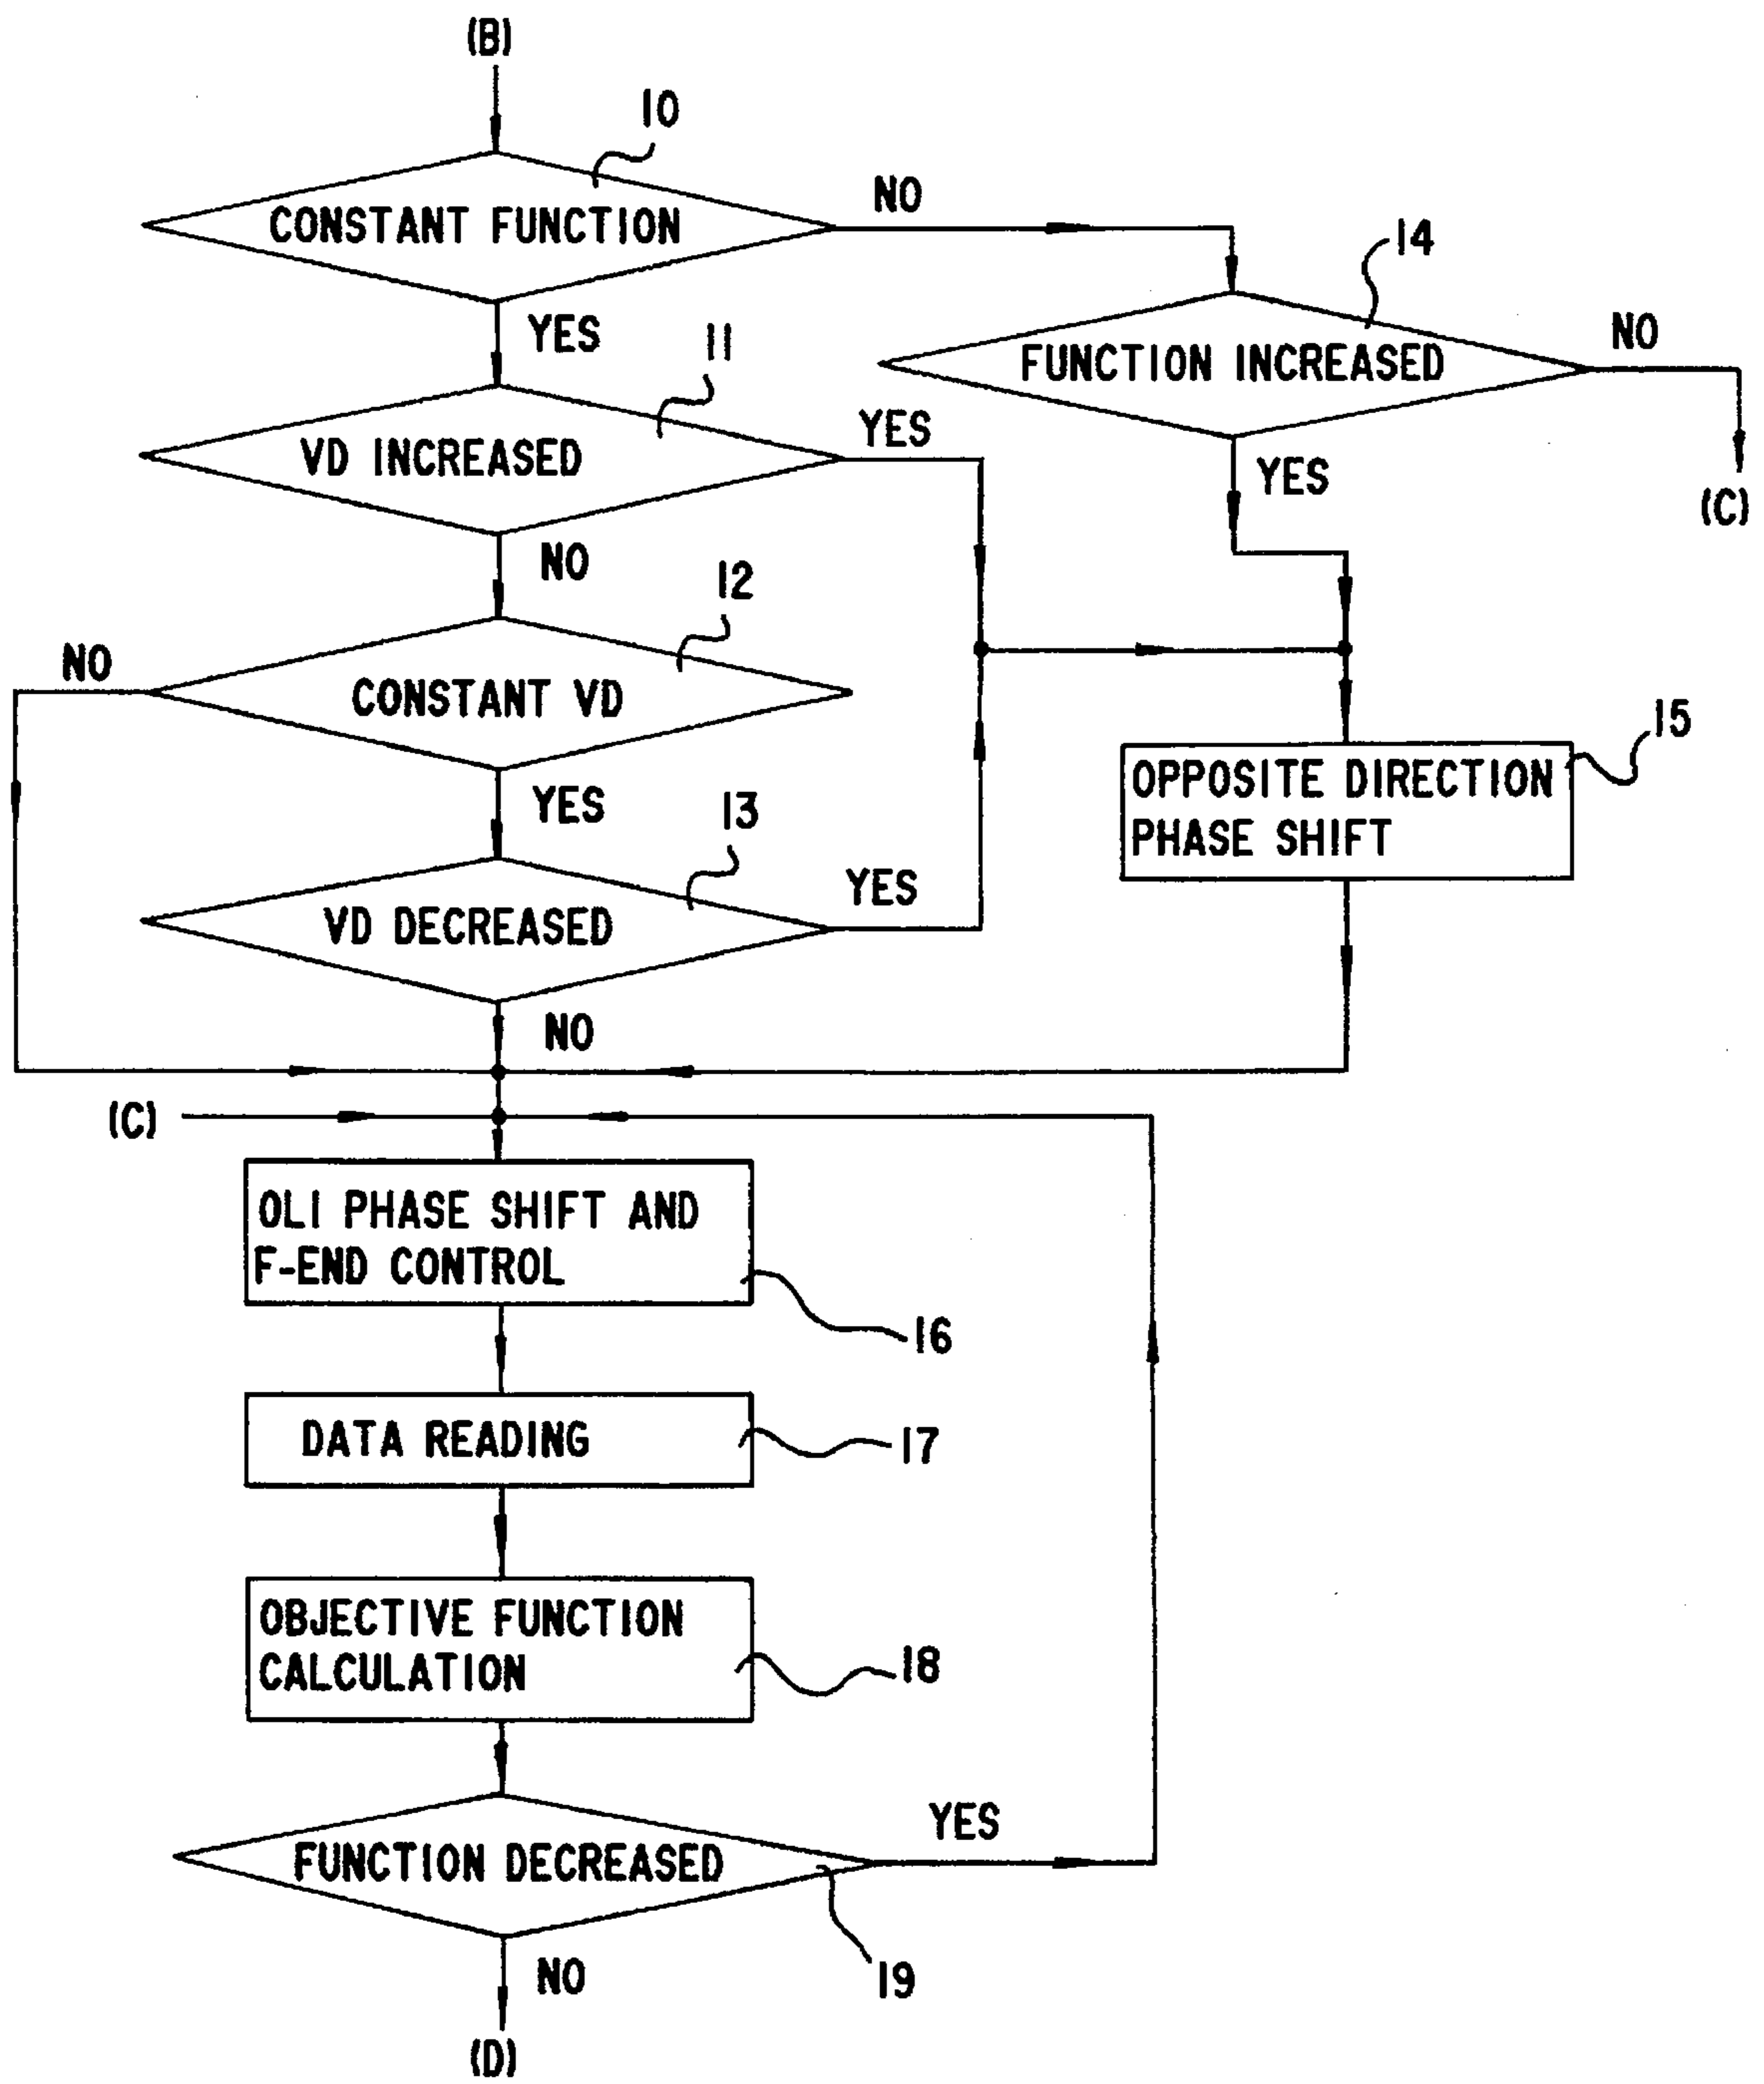 (B)
10
CONSTANT FUNCTION
NO
14
YES
11
FUNCTION INCREASED
NO
VD INCREASED
YES
YES
(C)
NO
12
NO
CONSTANT VD
15
OPPOSITE DIRECTION
PHASE SHIFT
YES
13
VD DECREASED
YES
NO
(C)
OLI PHASE SHIFT AND
F-END CONTROL
16
DATA READING
17
OBJECTIVE FUNCTION
CALCULATION
18
FUNCTION DECREASED
YES
19
NO
(D)